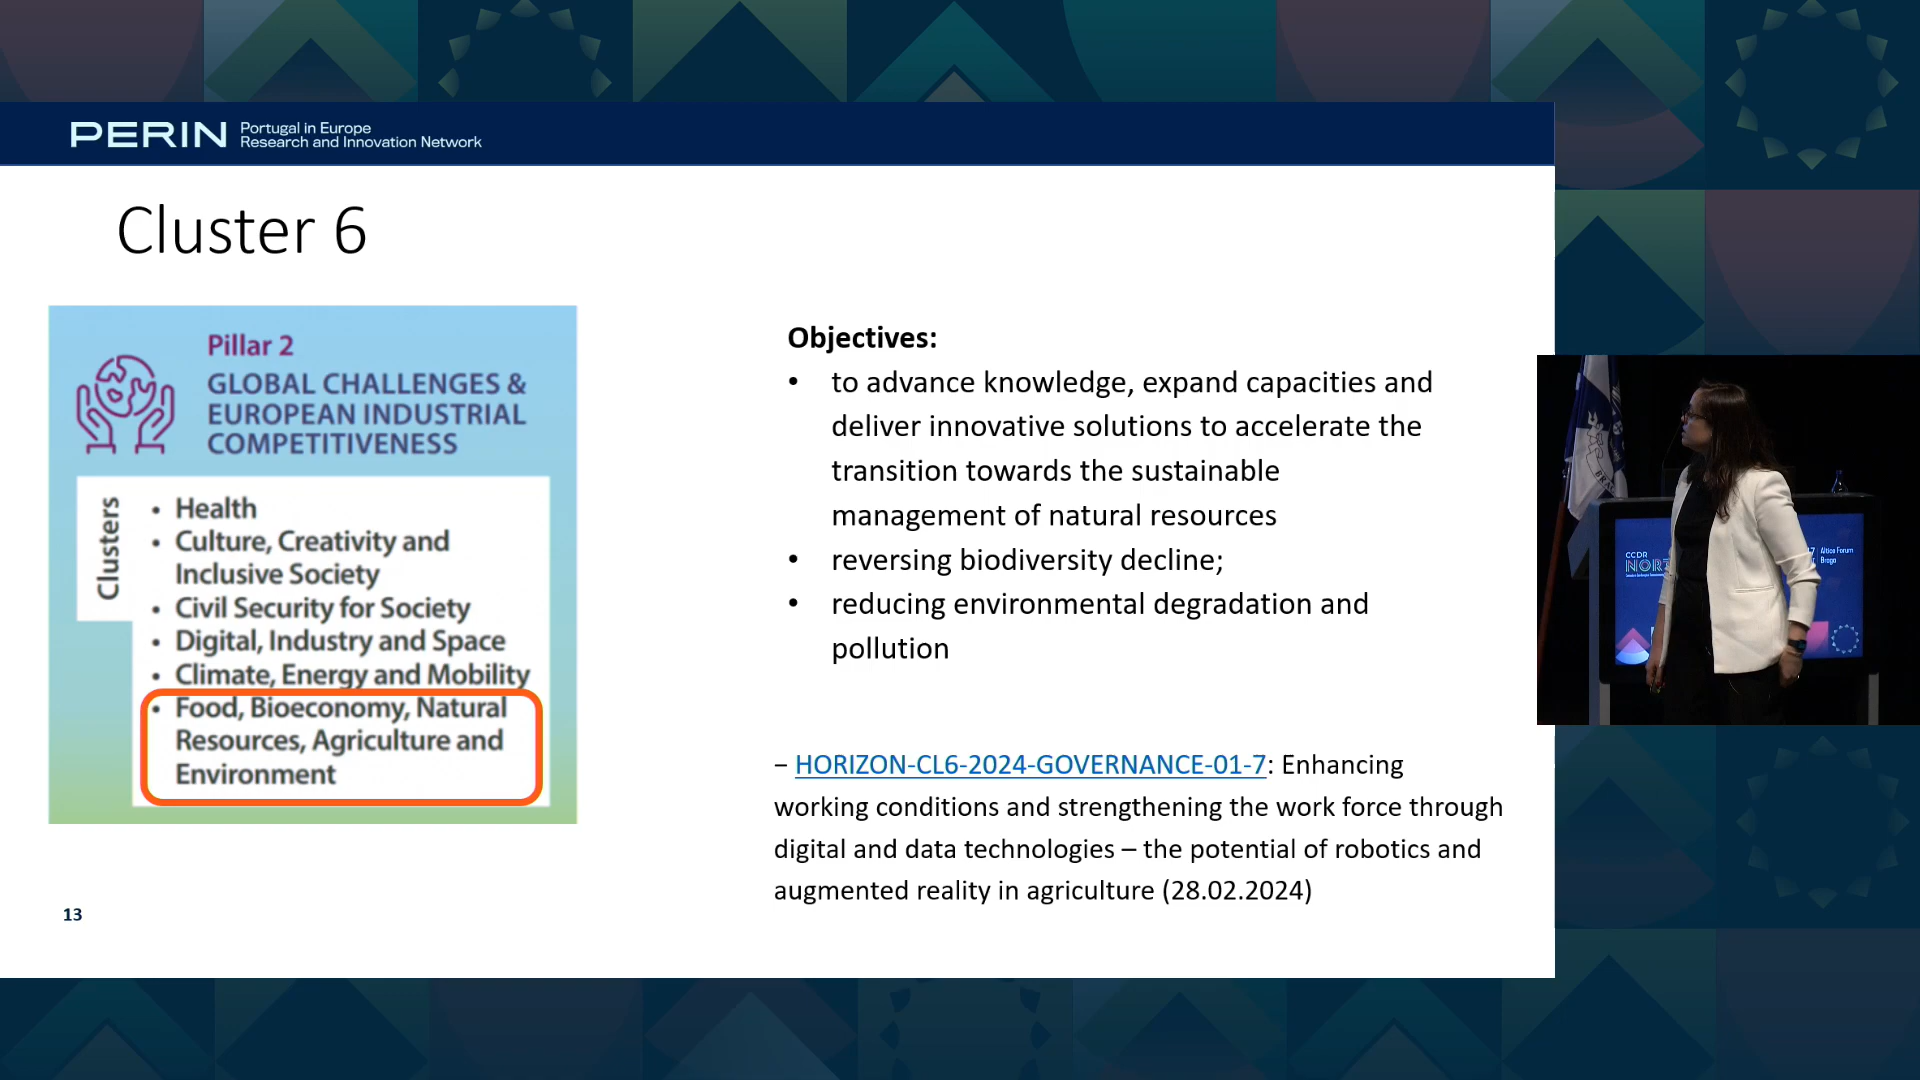 PERIN
Portugal in Europe
Research and Innovation Network
Cluster 6
Pillar 2
GLOBAL CHALLENGES &
EUROPEAN INDUSTRIAL
COMPETITIVENESS
Clusters
• Health
• Culture, Creativity and
Inclusive Society
• Civil Security for Society
• Digital, Industry and Space
• Climate, Energy and Mobility
• Food, Bioeconomy, Natural
Resources, Agriculture and
Environment
Objectives:
• to advance knowledge, expand capacities and
deliver innovative solutions to accelerate the
transition towards the sustainable
management of natural resources
• reversing biodiversity decline;
• reducing environmental degradation and
pollution
– HORIZON-CL6-2024-GOVERNANCE-01-7: Enhancing
working conditions and strengthening the work force through
digital and data technologies – the potential of robotics and
augmented reality in agriculture (28.02.2024)
13
CCDR
Altice Forum
Braga